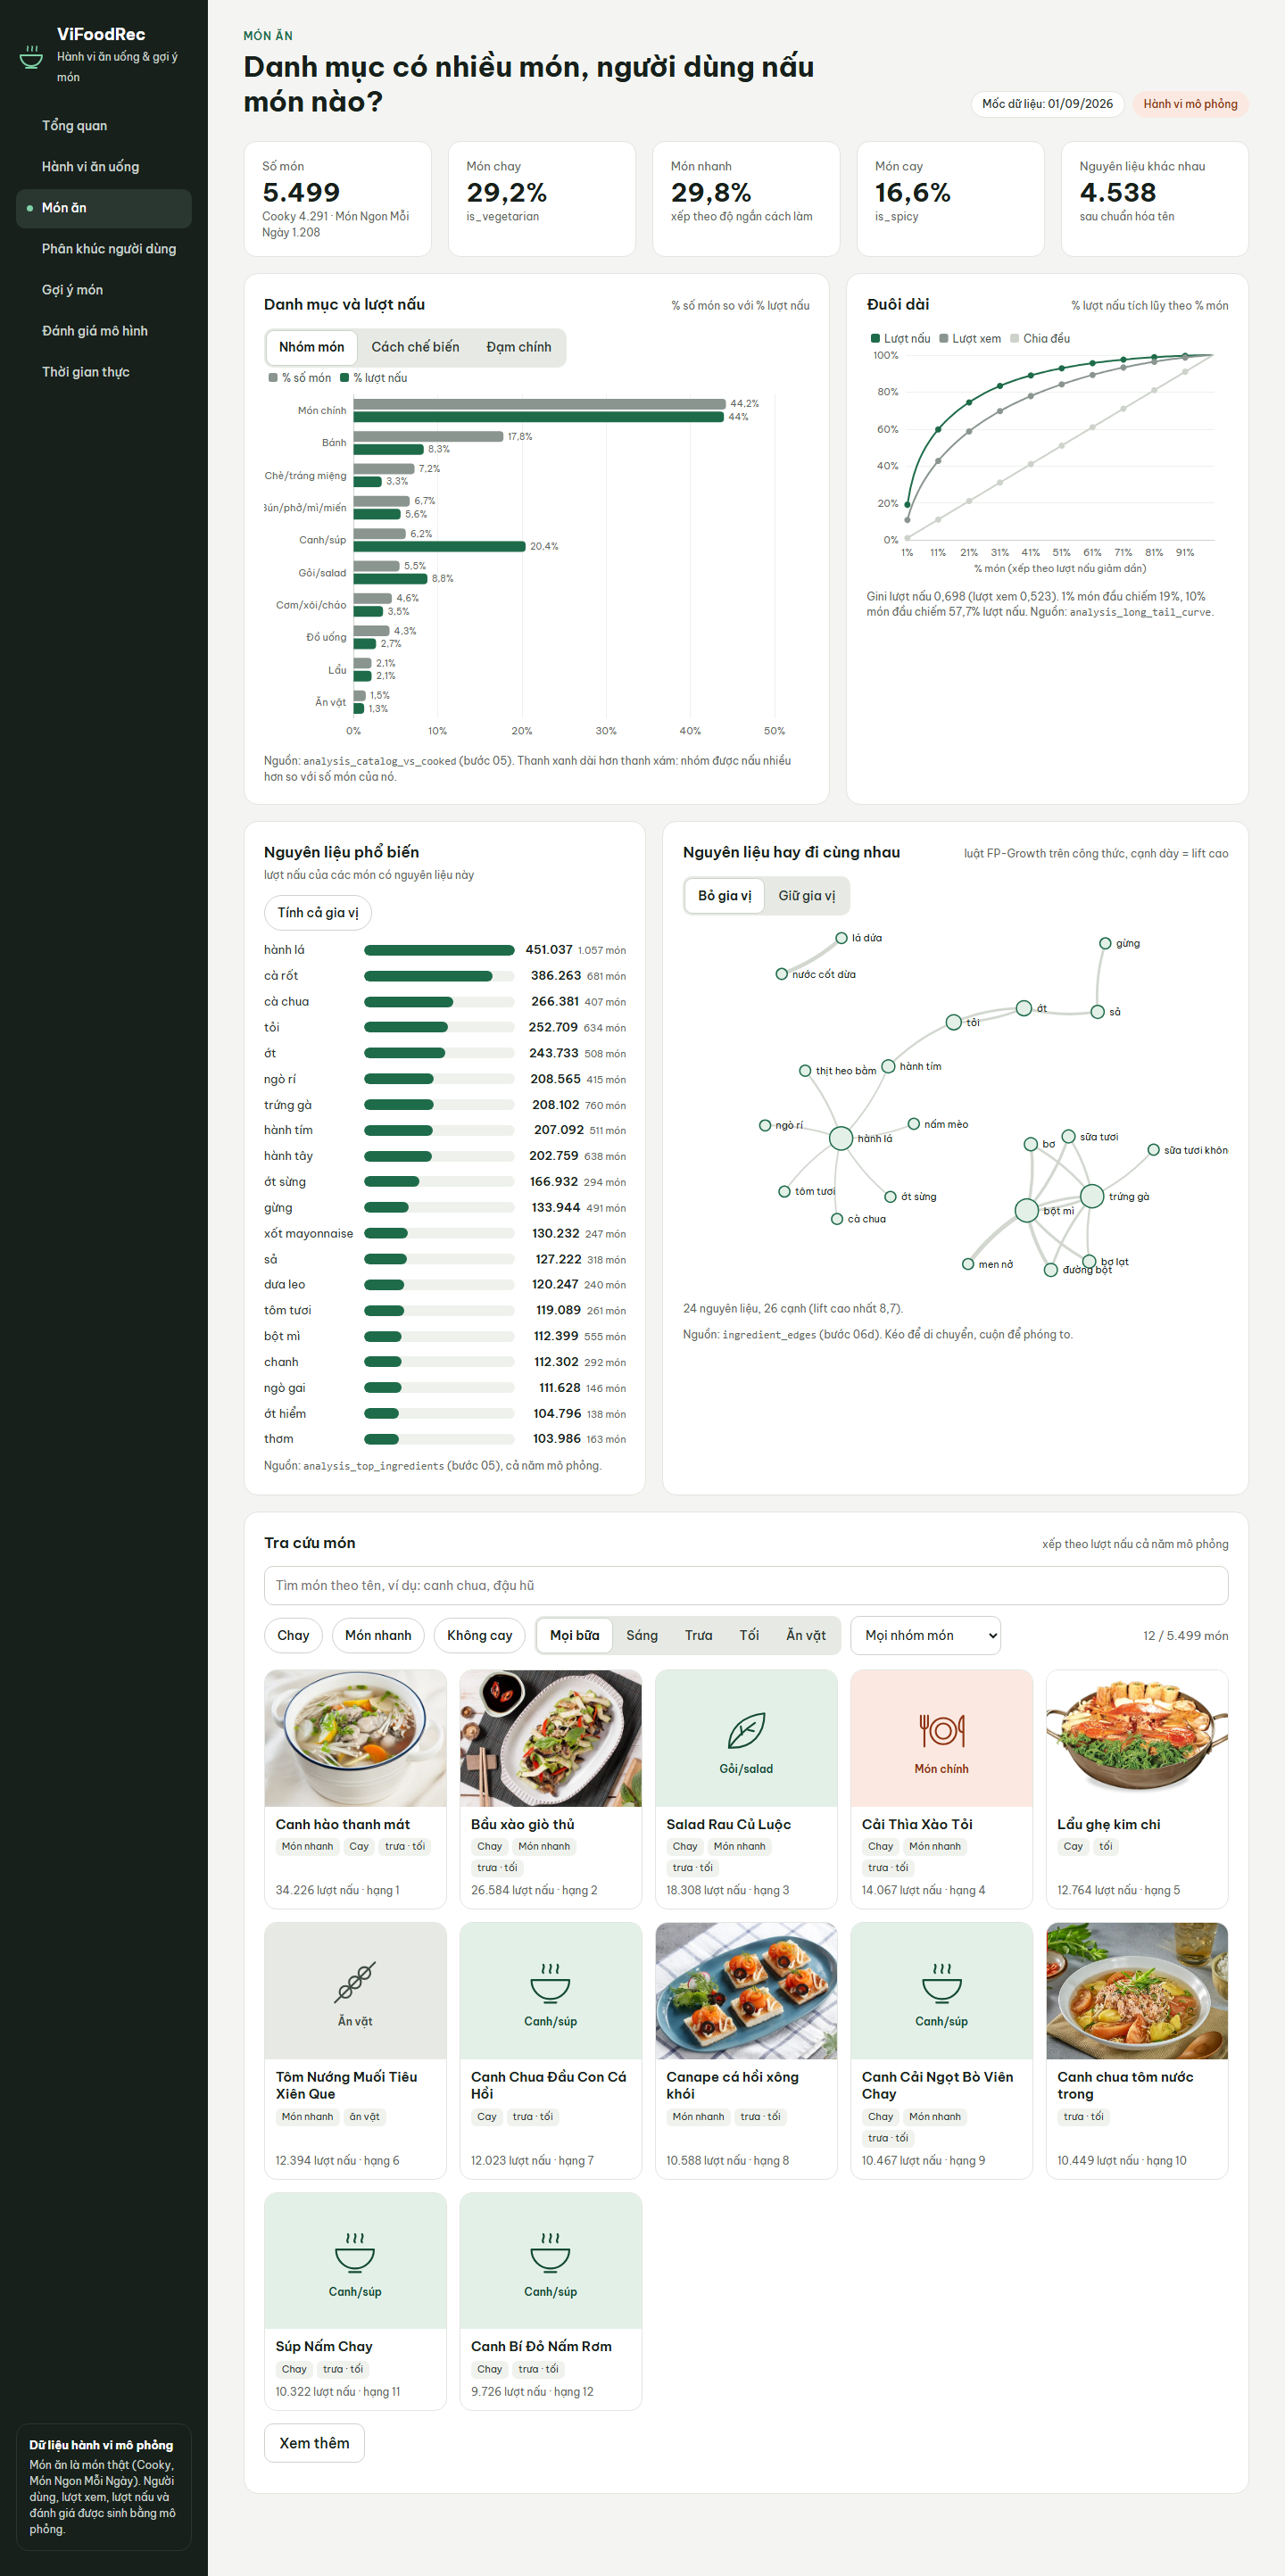 ViFoodRec
Hành vi ăn uống & gợi ý
món
Tổng quan
Hành vi ăn uống
Món ăn
Phân khúc người dùng
Gợi ý món
Đánh giá mô hình
Thời gian thực
Dữ liệu hành vi mô phỏng
Món ăn là món thật (Cooky,
Món Ngon Mỗi Ngày). Người
dùng, lượt xem, lượt nấu và
đánh giá được sinh bằng mô
phỏng.
MÓN ĂN
Danh mục có nhiều món, người dùng nấu
món nào?
Mốc dữ liệu: 01/09/2026
Hành vi mô phỏng
Số món
5.499
Cooky 4.291 · Món Ngon Mỗi
Ngày 1.208
Món chay
29,2%
is_vegetarian
Món nhanh
29,8%
xếp theo độ ngắn cách làm
Món cay
16,6%
is_spicy
Nguyên liệu khác nhau
4.538
sau chuẩn hóa tên
Danh mục và lượt nấu
% số món so với % lượt nấu
Nhóm món Cách chế biến Đạm chính
% số món % lượt nấu
Món chính 44,2%
44%
Bánh 17,8%
8,3%
Chè/tráng miệng 7,2%
3,3%
Bún/phở/mì/miến 6,7%
5,6%
Canh/súp 6,2%
20,4%
Gỏi/salad 5,5%
8,8%
Cơm/xôi/cháo 4,6%
3,5%
Đồ uống 4,3%
2,7%
Lẩu 2,1%
2,1%
Ăn vặt 1,5%
1,3%
0% 10% 20% 30% 40% 50%
Nguồn: analysis_catalog_vs_cooked (bước 05). Thanh xanh dài hơn thanh xám: nhóm được nấu nhiều
hơn so với số món của nó.
Đuôi dài
% lượt nấu tích lũy theo % món
Lượt nấu Lượt xem Chia đều
100%
80%
60%
40%
20%
0%
1% 11% 21% 31% 41% 51% 61% 71% 81% 91%
% món (xếp theo lượt nấu giảm dần)
Gini lượt nấu 0,698 (lượt xem 0,523). 1% món đầu chiếm 19%, 10%
món đầu chiếm 57,7% lượt nấu. Nguồn: analysis_long_tail_curve.
Nguyên liệu phổ biến
lượt nấu của các món có nguyên liệu này
Tính cả gia vị
hành lá 451.037 1.057 món
cà rốt 386.263 681 món
cà chua 266.381 407 món
tỏi 252.709 634 món
ớt 243.733 508 món
ngò rí 208.565 415 món
trứng gà 208.102 760 món
hành tím 207.092 511 món
hành tây 202.759 638 món
ớt sừng 166.932 294 món
gừng 133.944 491 món
xốt mayonnaise 130.232 247 món
sả 127.222 318 món
dưa leo 120.247 240 món
tôm tươi 119.089 261 món
bột mì 112.399 555 món
chanh 112.302 292 món
ngò gai 111.628 146 món
ớt hiểm 104.796 138 món
thơm 103.986 163 món
Nguồn: analysis_top_ingredients (bước 05), cả năm mô phỏng.
Nguyên liệu hay đi cùng nhau
luật FP-Growth trên công thức, cạnh dày = lift cao
Bỏ gia vị Giữ gia vị
lá dứa
gừng
nước cốt dừa
ớt
sả
tỏi
hành tím
thịt heo bằm
ngò rí
nấm mèo
hành lá
bơ
sữa tươi
sữa tươi khôn
tôm tươi
ớt sừng
trứng gà
bột mì
cà chua
men nở
bơ lạt
đường bột
24 nguyên liệu, 26 cạnh (lift cao nhất 8,7).
Nguồn: ingredient_edges (bước 06d). Kéo để di chuyển, cuộn để phóng to.
Tra cứu món
xếp theo lượt nấu cả năm mô phỏng
Tìm món theo tên, ví dụ: canh chua, đậu hũ
Chay Món nhanh Không cay Mọi bữa Sáng Trưa Tối Ăn vặt Mọi nhóm món 12 / 5.499 món
Canh hào thanh mát
Món nhanh Cay trưa · tối
34.226 lượt nấu · hạng 1
Bầu xào giò thủ
Chay Món nhanh
trưa · tối
26.584 lượt nấu · hạng 2
Gỏi/salad
Salad Rau Củ Luộc
Chay Món nhanh
trưa · tối
18.308 lượt nấu · hạng 3
Món chính
Cải Thìa Xào Tỏi
Chay Món nhanh
trưa · tối
14.067 lượt nấu · hạng 4
Lẩu ghẹ kim chi
Cay tối
12.764 lượt nấu · hạng 5
Ăn vặt
Tôm Nướng Muối Tiêu
Xiên Que
Món nhanh ăn vặt
12.394 lượt nấu · hạng 6
Canh/súp
Canh Chua Đầu Con Cá
Hồi
Cay trưa · tối
12.023 lượt nấu · hạng 7
Canape cá hồi xông
khói
Món nhanh trưa · tối
10.588 lượt nấu · hạng 8
Canh/súp
Canh Cải Ngọt Bò Viên
Chay
Chay Món nhanh
trưa · tối
10.467 lượt nấu · hạng 9
Canh chua tôm nước
trong
trưa · tối
10.449 lượt nấu · hạng 10
Canh/súp
Súp Nấm Chay
Chay trưa · tối
10.322 lượt nấu · hạng 11
Canh/súp
Canh Bí Đỏ Nấm Rơm
Chay trưa · tối
9.726 lượt nấu · hạng 12
Xem thêm